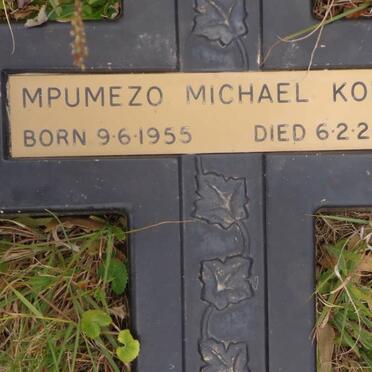 MPUMEZO MICHAEL KO
BORN 9·6·1955 DIED 6·2·2